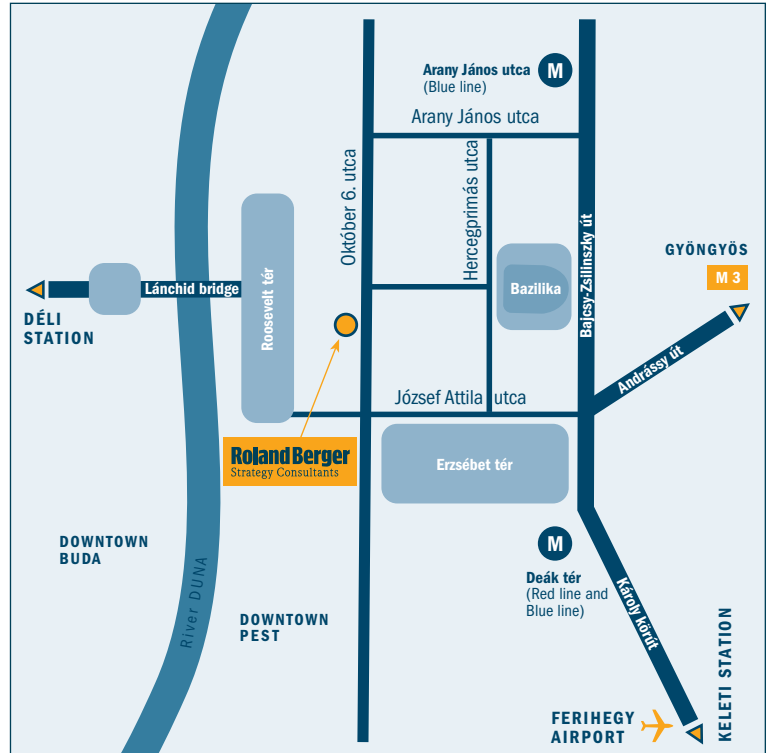 Arany János utca
(Blue line)
M
Arany János utca
Október 6. utca
Hercegprimás utca
Bajcsy-Zsilinszky út
GYÖNGYÖS
M 3
Roosevelt tér
Bazilika
Lánchid bridge
DÉLI
STATION
Andrássy út
József Attila utca
RolandBerger
Strategy Consultants
Erzsébet tér
DOWNTOWN
BUDA
River DUNA
DOWNTOWN
PEST
M
Deák tér
(Red line and
Blue line)
Károly körút
KELETI STATION
FERIHEGY
AIRPORT